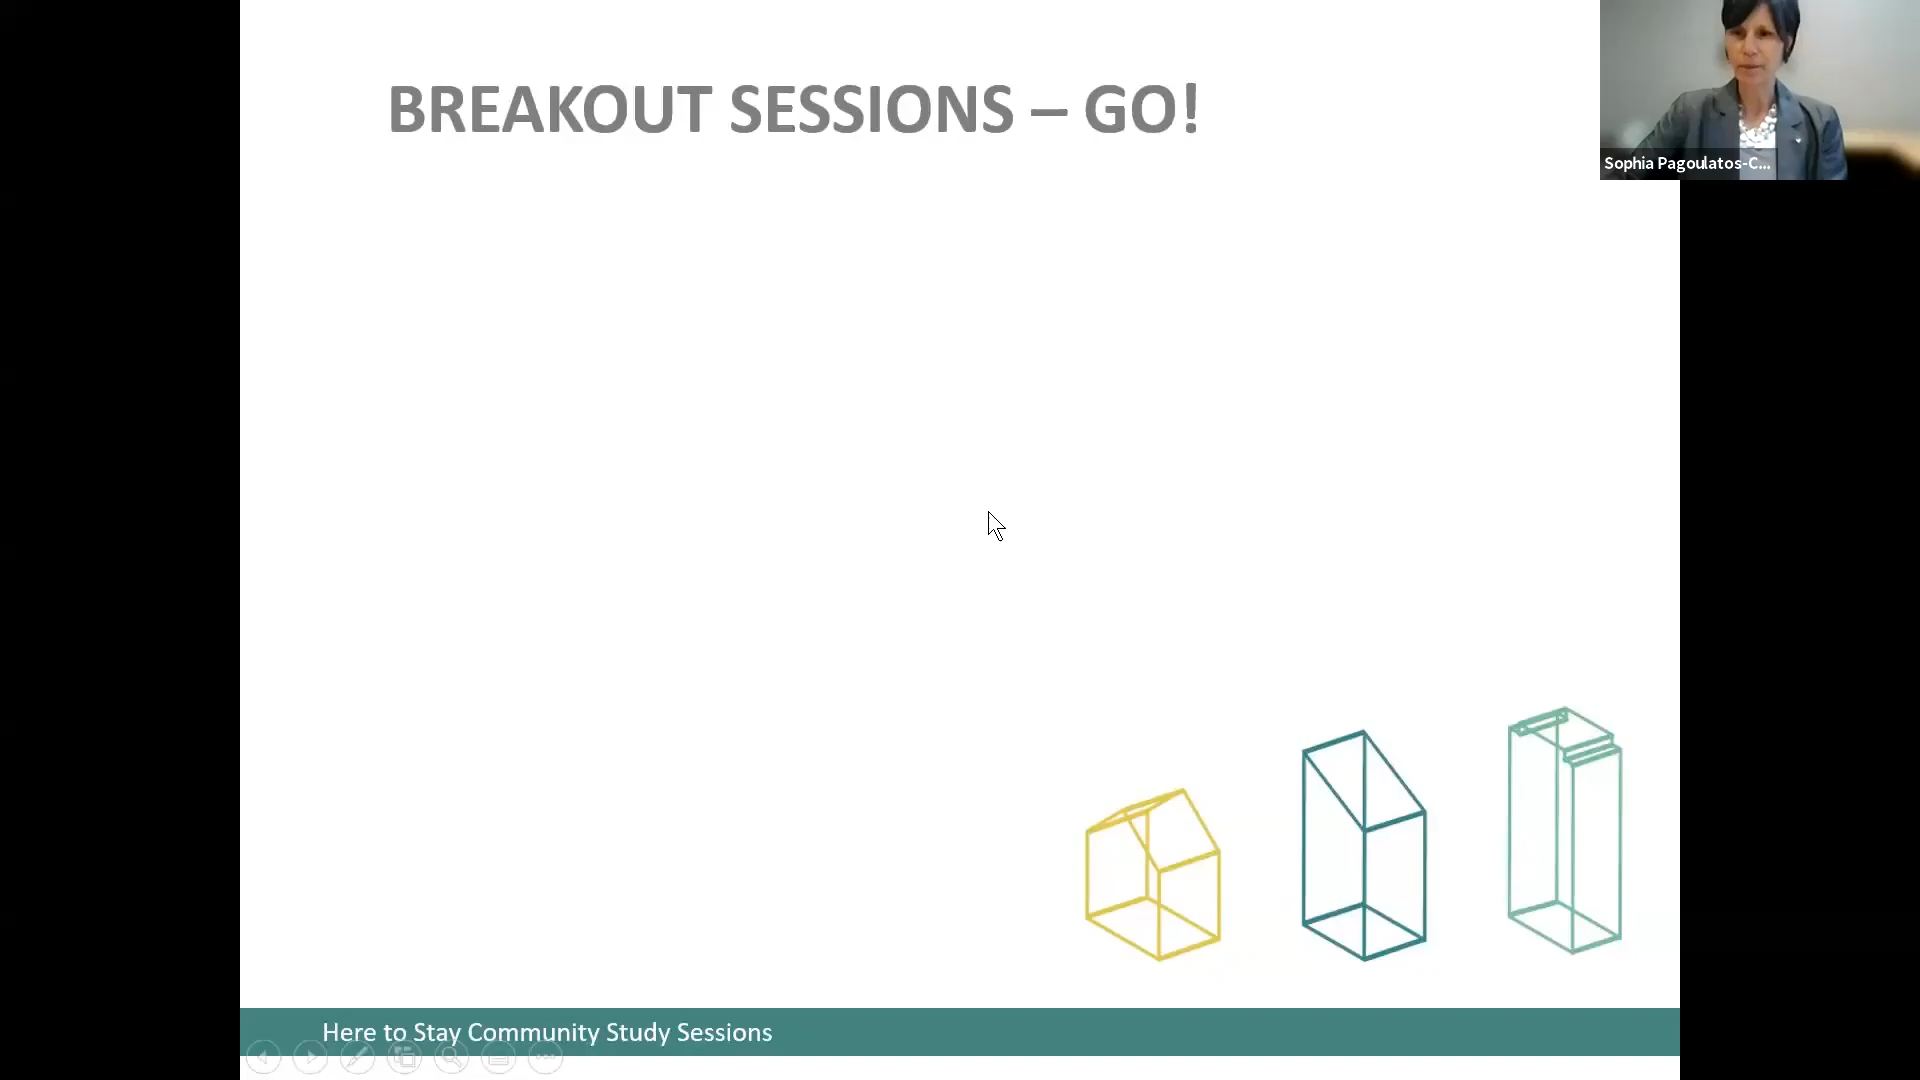 BREAKOUT SESSIONS – GO!
Sophia Pagoulatos-C...
Here to Stay Community Study Sessions